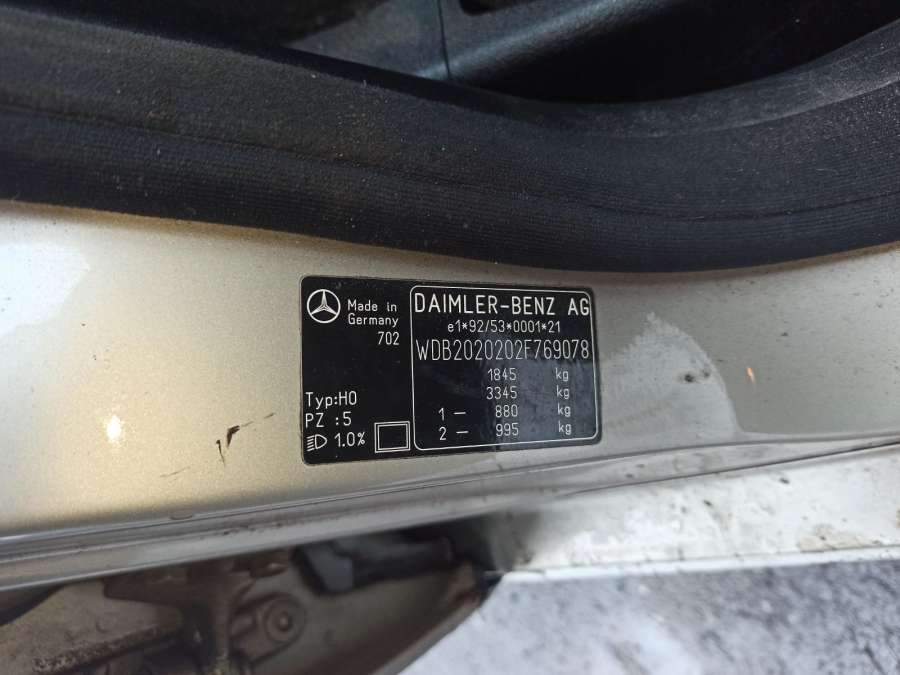 Made in
Germany
702
Typ:H0
PZ :5
1.0%
DAIMLER-BENZ AG
e1*92/53*0001*21
WDB2020202F769078
1845 kg
3345 kg
1 — 880 kg
2 — 995 kg